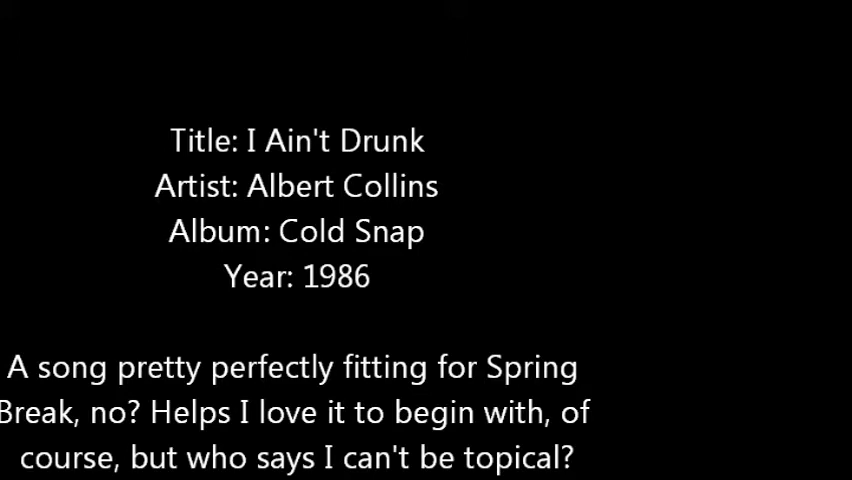 Title: I Ain't Drunk
Artist: Albert Collins
Album: Cold Snap
Year: 1986
A song pretty perfectly fitting for Spring
Break, no? Helps I love it to begin with, of
course, but who says I can't be topical?